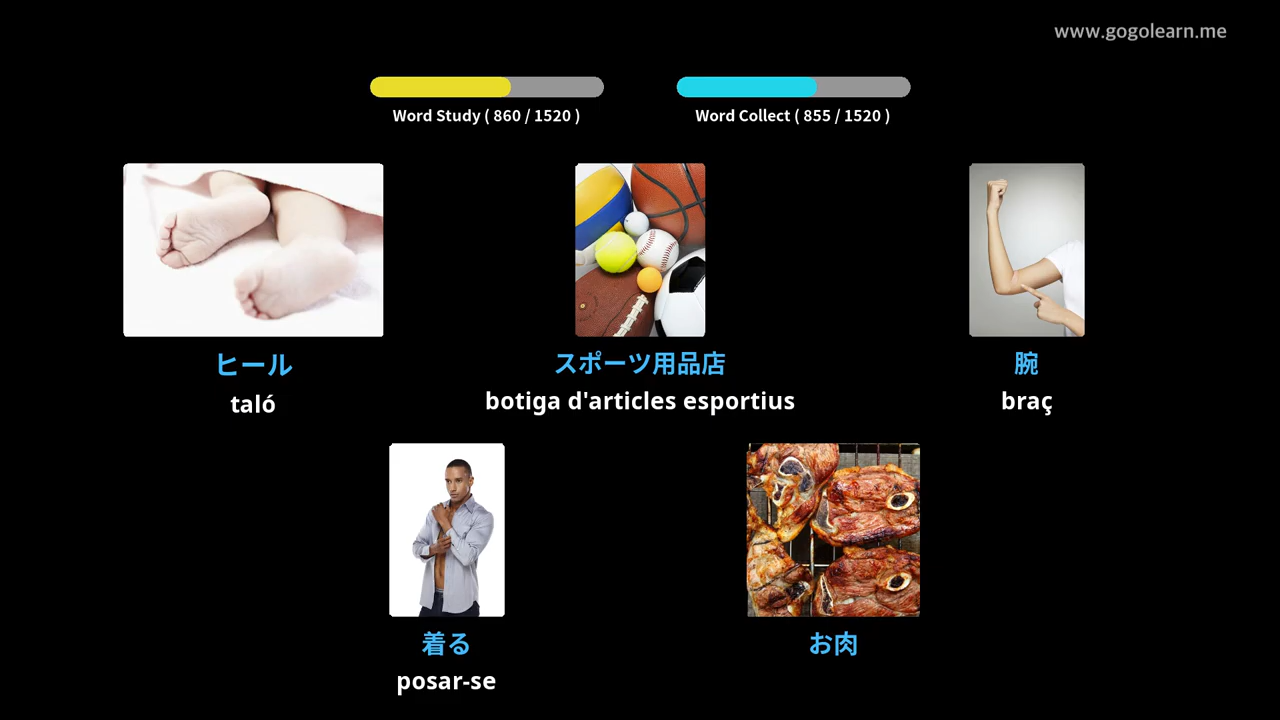 www.gogolearn.me
Word Study ( 860 / 1520 )
Word Collect ( 855 / 1520 )
ヒール
taló
スポーツ用品店
botiga d'articles esportius
腕
braç
着る
posar-se
お肉